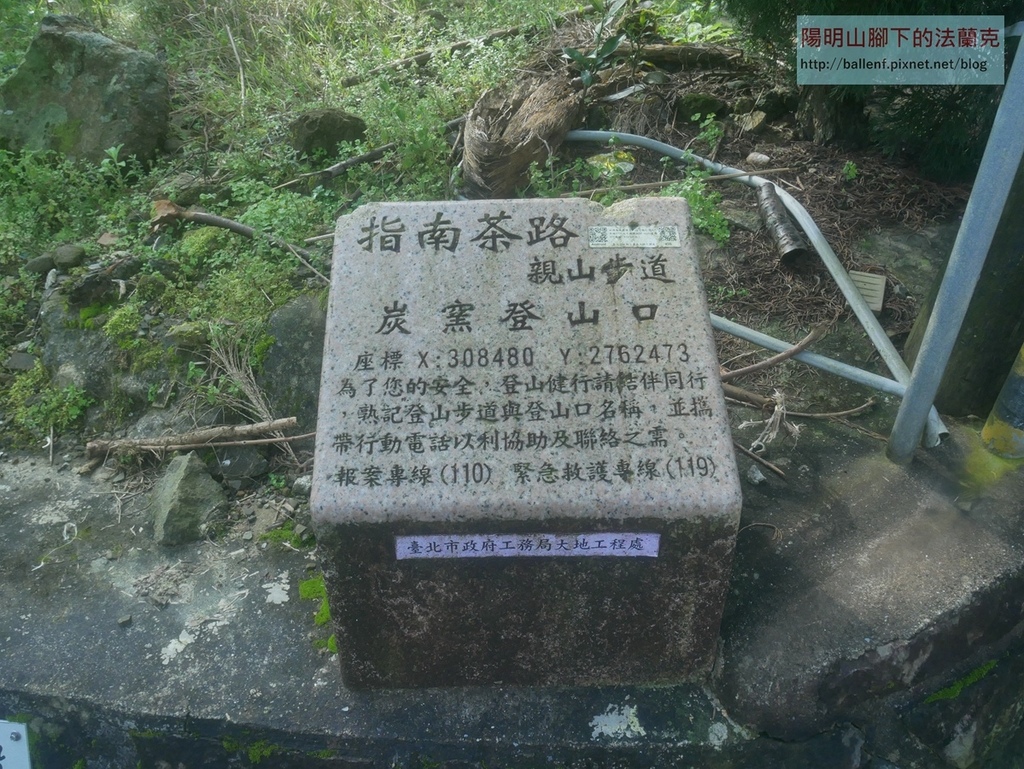 陽明山腳下的法蘭克
http://ballenf.pixnet.net/blog
指南茶路
親山步道
炭窯登山口
座標 X:308480 Y:2762473
為了您的安全，登山健行請結伴同行
，熟記登山步道與登山口名稱，並攜
帶行動電話以利協助及聯絡之需。
報案專線(110) 緊急救護專線(119)
臺北市政府工務局大地工程處